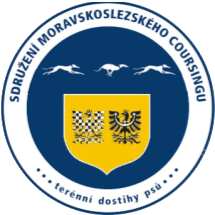 SDRUŽENÍ MORAVSKOSLEZSKÉHO COURSINGU
terénní dostihy psů